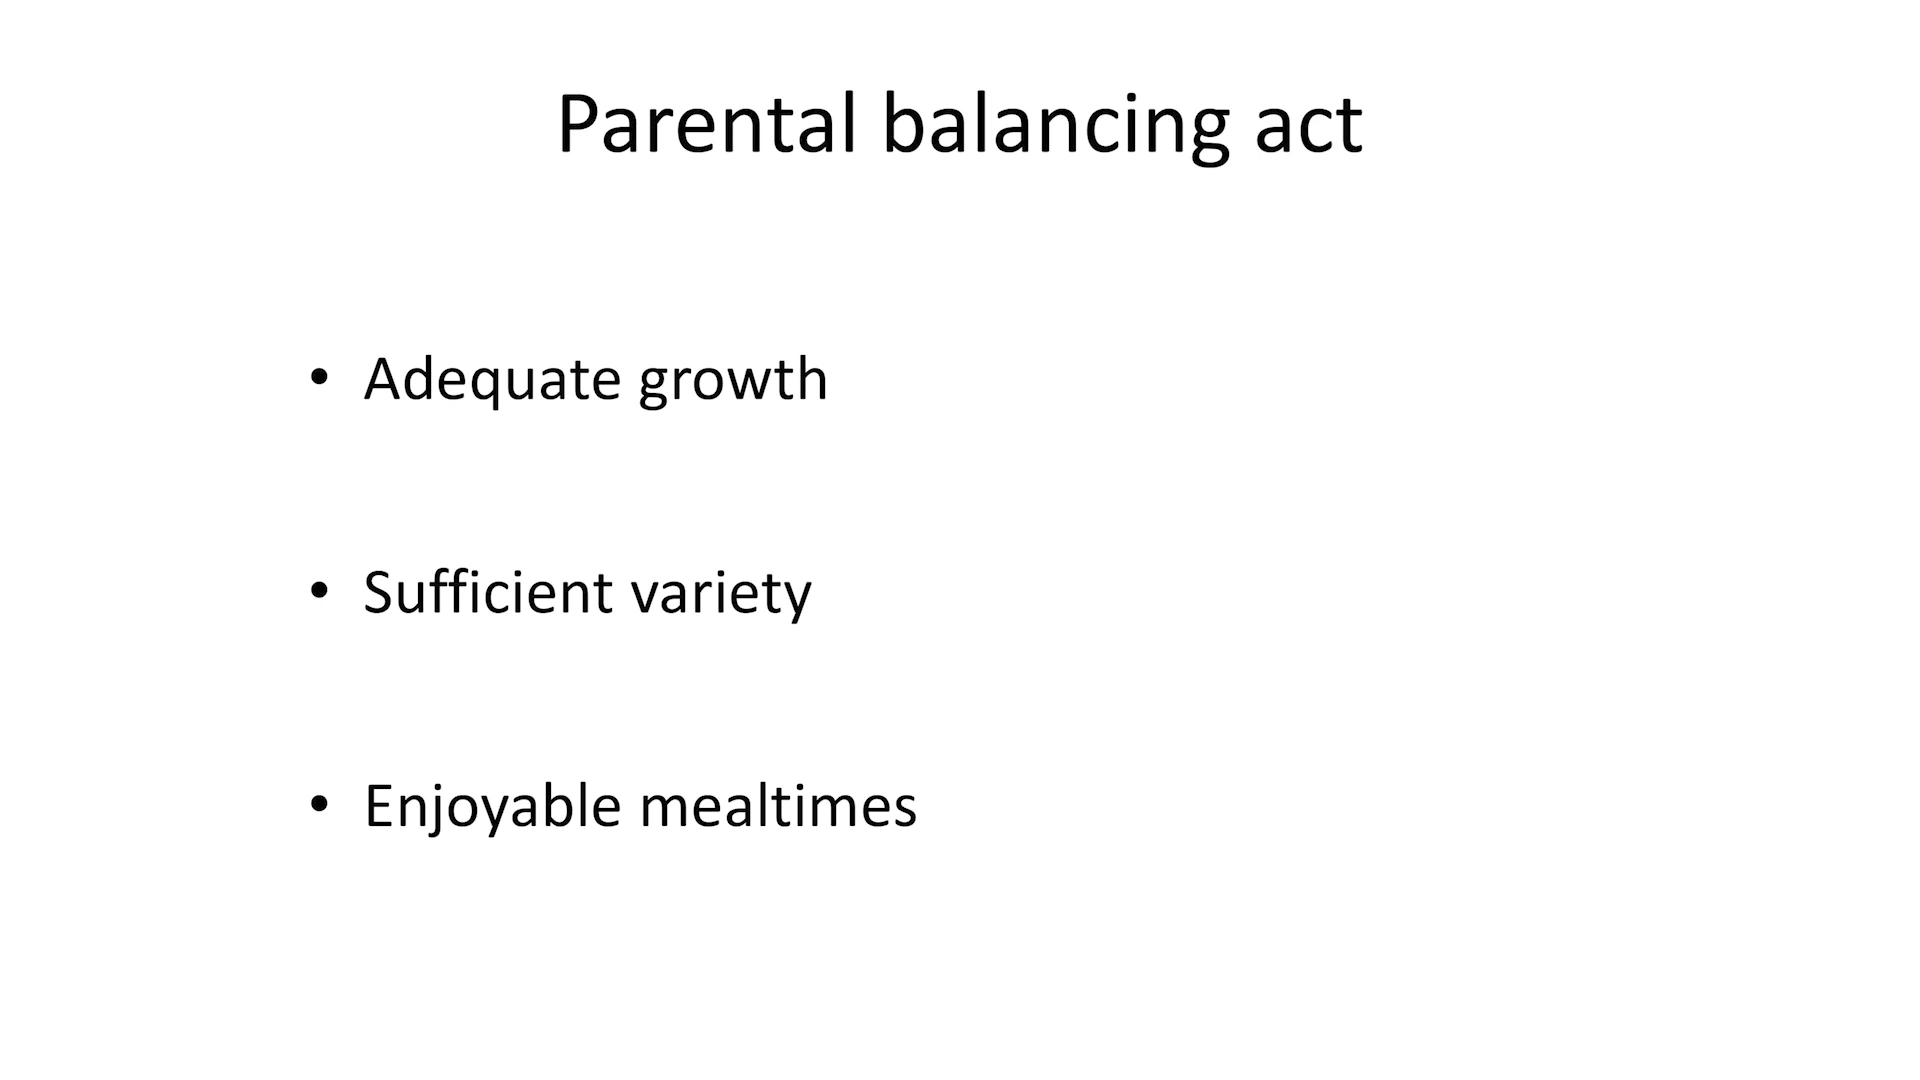 Parental balancing act
• Adequate growth
• Sufficient variety
• Enjoyable mealtimes